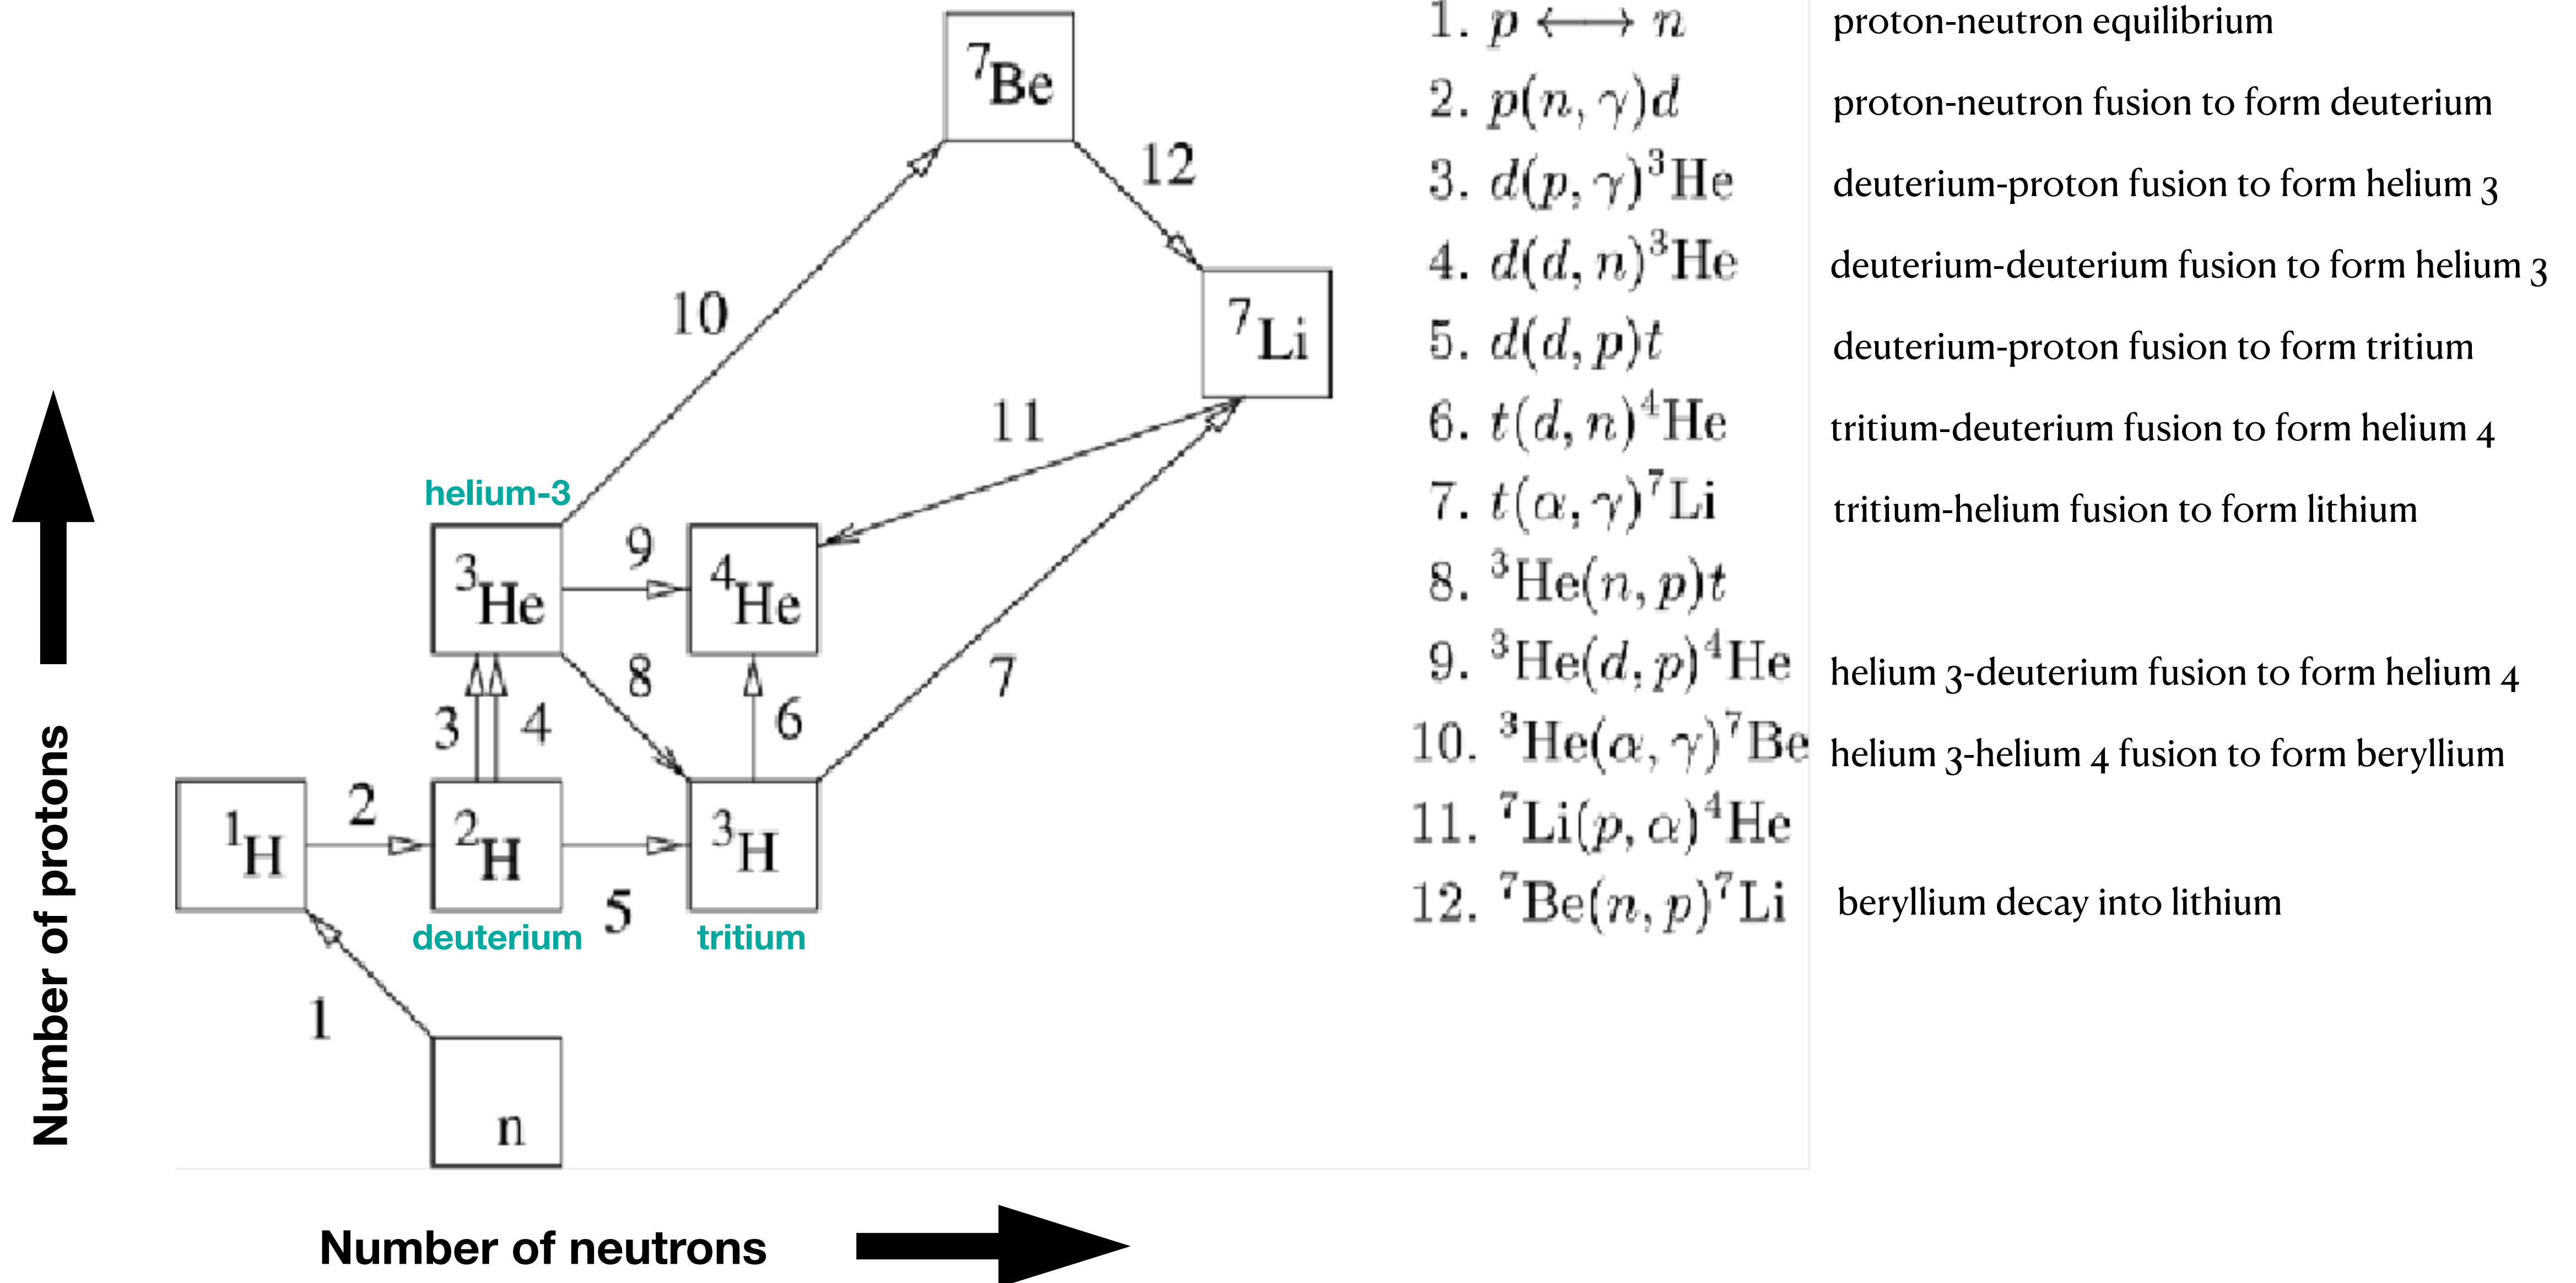 ⁷Be
12
⁷Li
10
11
helium-3
³He
9
⁴He
8
7
3
4
6
¹H
2
²H
³H
5
deuterium
tritium
1
n
Number of protons
Number of neutrons
1. p ⟷ n proton-neutron equilibrium
2. p(n, γ)d proton-neutron fusion to form deuterium
3. d(p, γ)³He deuterium-proton fusion to form helium 3
4. d(d, n)³He deuterium-deuterium fusion to form helium 3
5. d(d, p)t deuterium-proton fusion to form tritium
6. t(d, n)⁴He tritium-deuterium fusion to form helium 4
7. t(α, γ)⁷Li tritium-helium fusion to form lithium
8. ³He(n, p)t
9. ³He(d, p)⁴He helium 3-deuterium fusion to form helium 4
10. ³He(α, γ)⁷Be helium 3-helium 4 fusion to form beryllium
11. ⁷Li(p, α)⁴He
12. ⁷Be(n, p)⁷Li beryllium decay into lithium